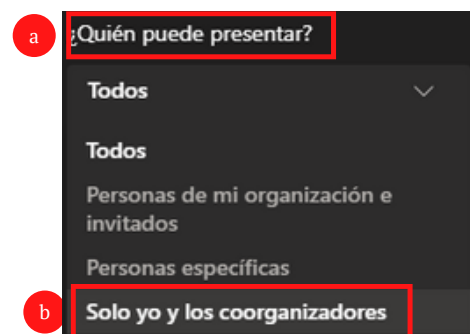 a
¿Quién puede presentar?
Todos
Todos
Personas de mi organización e
invitados
Personas específicas
b
Solo yo y los coorganizadores